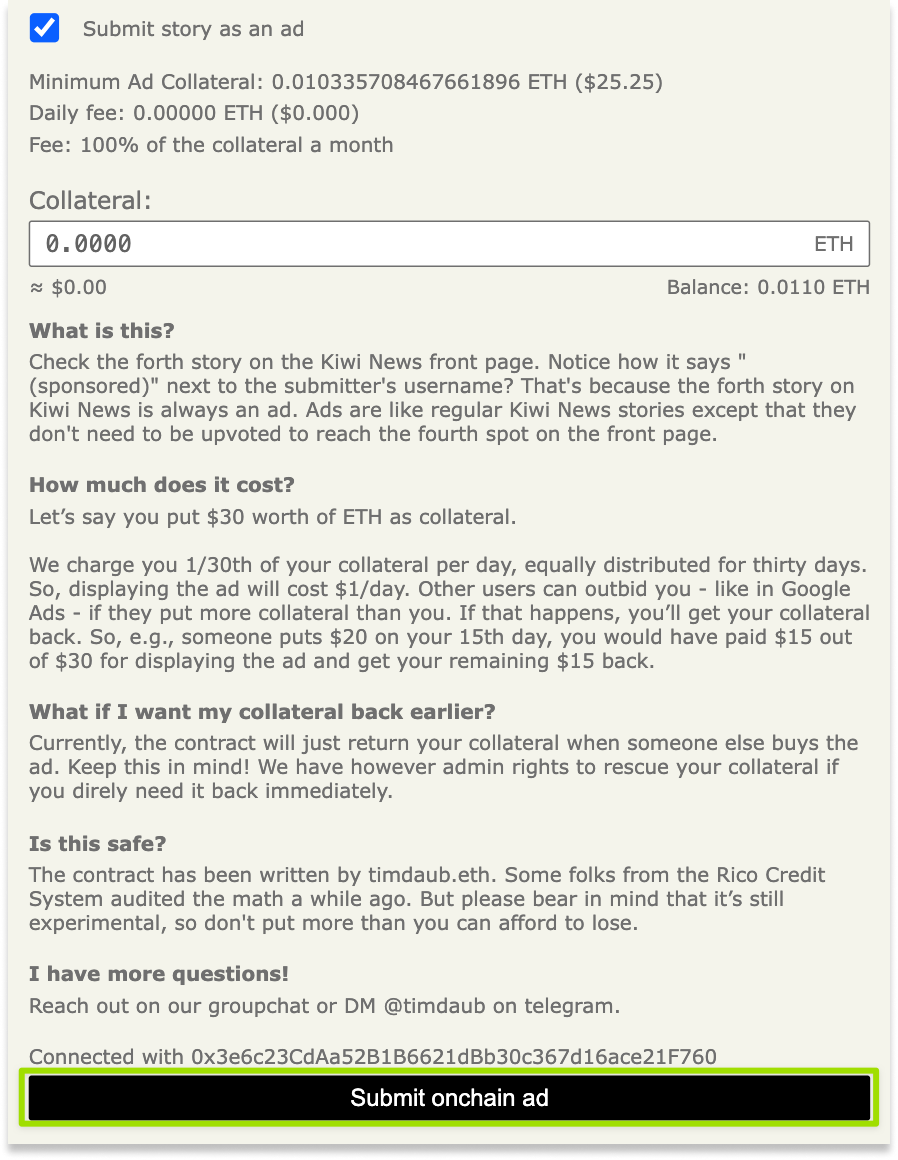 Submit story as an ad
Minimum Ad Collateral: 0.010335708467661896 ETH ($25.25)
Daily fee: 0.00000 ETH ($0.000)
Fee: 100% of the collateral a month
Collateral:
0.0000 ETH
≈ $0.00 Balance: 0.0110 ETH
What is this?
Check the forth story on the Kiwi News front page. Notice how it says "
(sponsored)" next to the submitter's username? That's because the forth story on
Kiwi News is always an ad. Ads are like regular Kiwi News stories except that they
don't need to be upvoted to reach the fourth spot on the front page.
How much does it cost?
Let’s say you put $30 worth of ETH as collateral.
We charge you 1/30th of your collateral per day, equally distributed for thirty days.
So, displaying the ad will cost $1/day. Other users can outbid you - like in Google
Ads - if they put more collateral than you. If that happens, you’ll get your collateral
back. So, e.g., someone puts $20 on your 15th day, you would have paid $15 out
of $30 for displaying the ad and get your remaining $15 back.
What if I want my collateral back earlier?
Currently, the contract will just return your collateral when someone else buys the
ad. Keep this in mind! We have however admin rights to rescue your collateral if
you direly need it back immediately.
Is this safe?
The contract has been written by timdaub.eth. Some folks from the Rico Credit
System audited the math a while ago. But please bear in mind that it’s still
experimental, so don't put more than you can afford to lose.
I have more questions!
Reach out on our groupchat or DM @timdaub on telegram.
Connected with 0x3e6c23CdAa52B1B6621dBb30c367d16ace21F760
Submit onchain ad